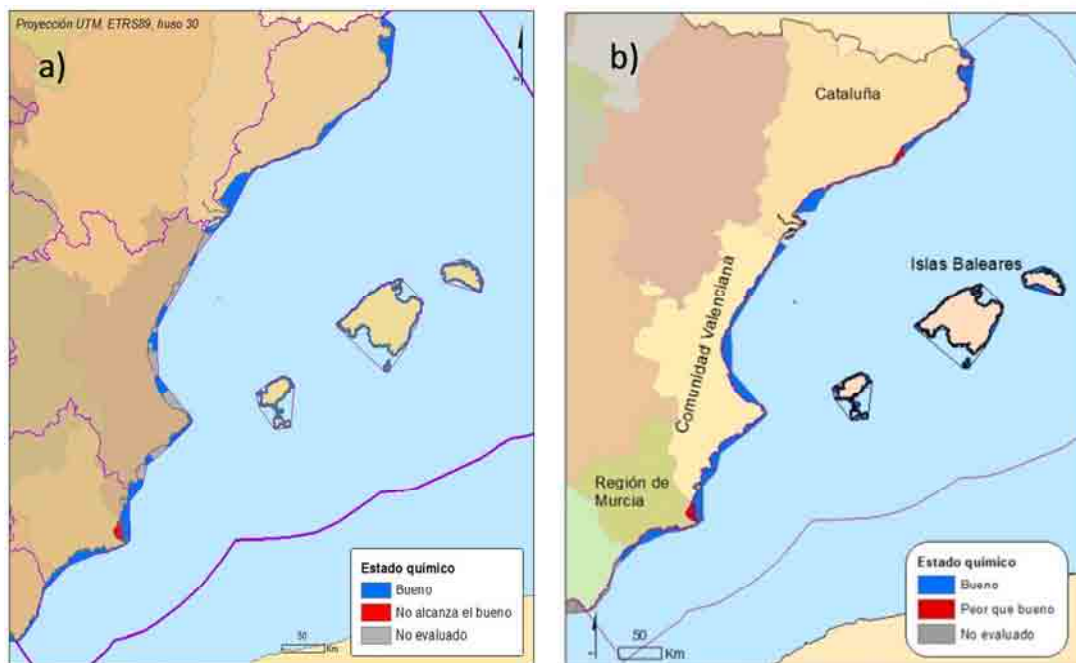 Proyección UTM, ETRS89, huso 30
a)
50
Km
Estado químico
Bueno
No alcanza el bueno
No evaluado
b)
Cataluña
Islas Baleares
Comunidad Valenciana
Región de
Murcia
50
Km
Estado químico
Bueno
Peor que bueno
No evaluado